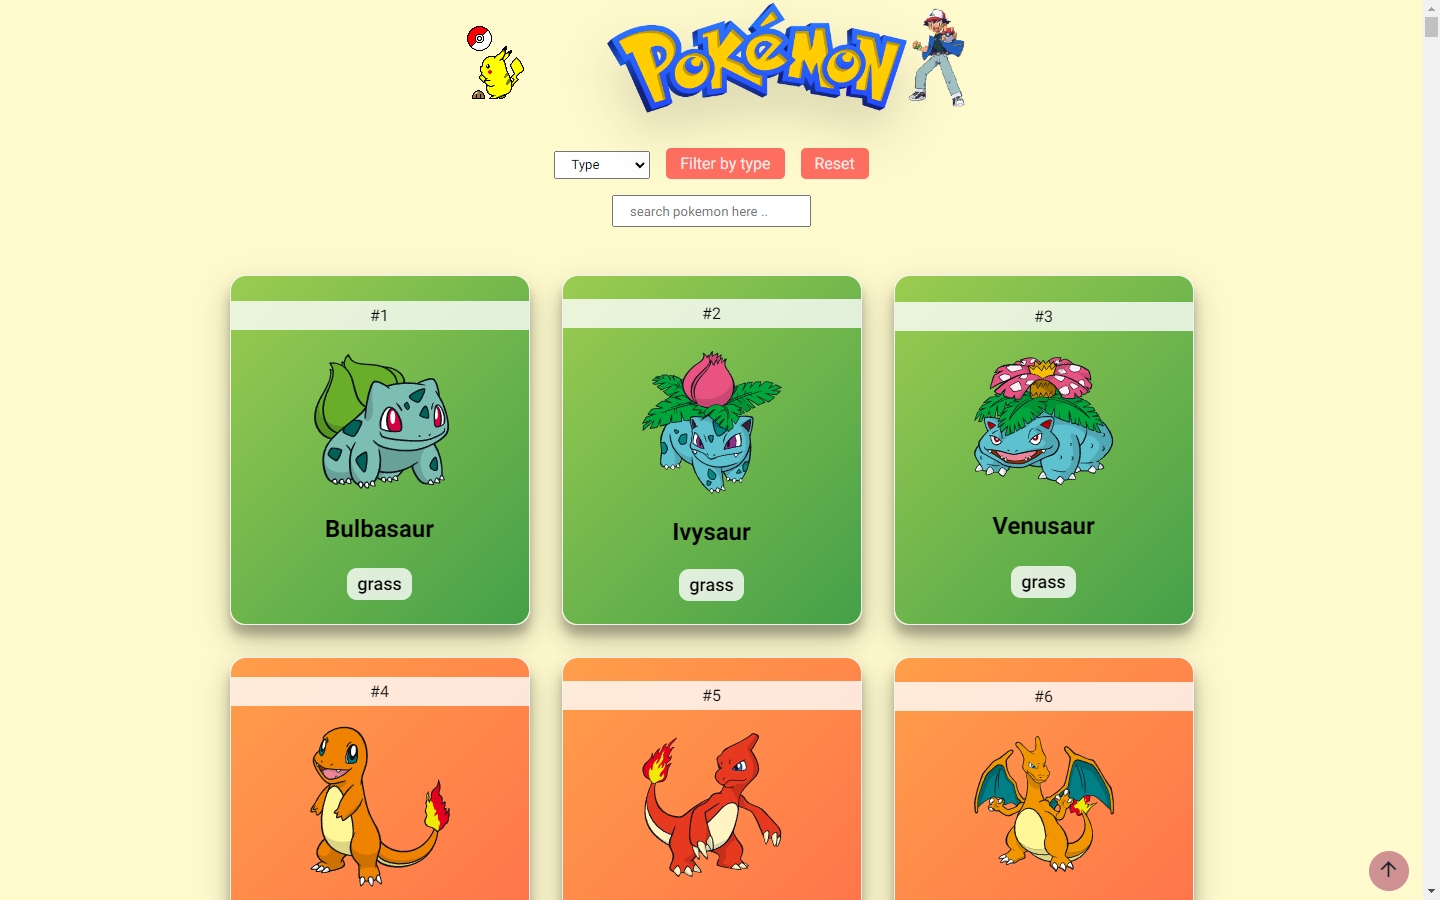 Pokémon
Type
Filter by type
Reset
search pokemon here ..
#1
#2
#3
Bulbasaur
Ivysaur
Venusaur
grass
grass
grass
#4
#5
#6